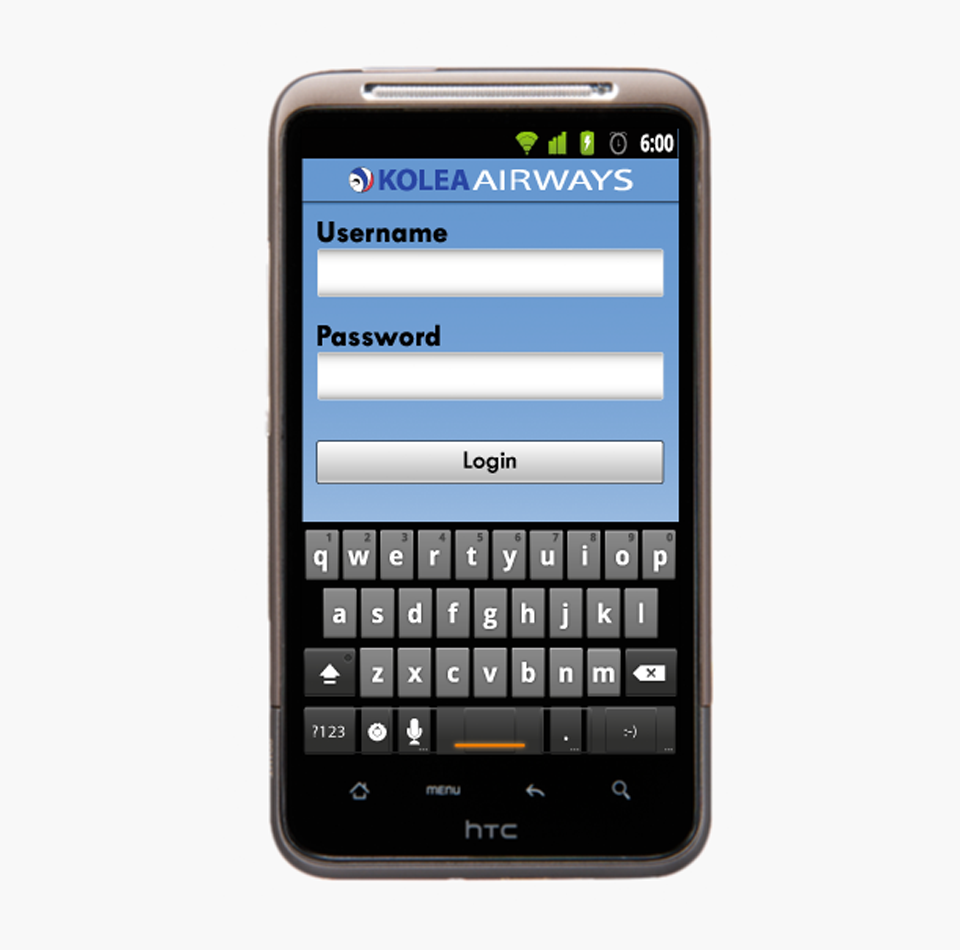 6:00
KOLEA AIRWAYS
Username
Password
Login
1 2 3 4 5 6 7 8 9 0
q w e r t y u i o p
a s d f g h j k l
z x c v b n m
?123 . ... :-) ...
MENU
hTC